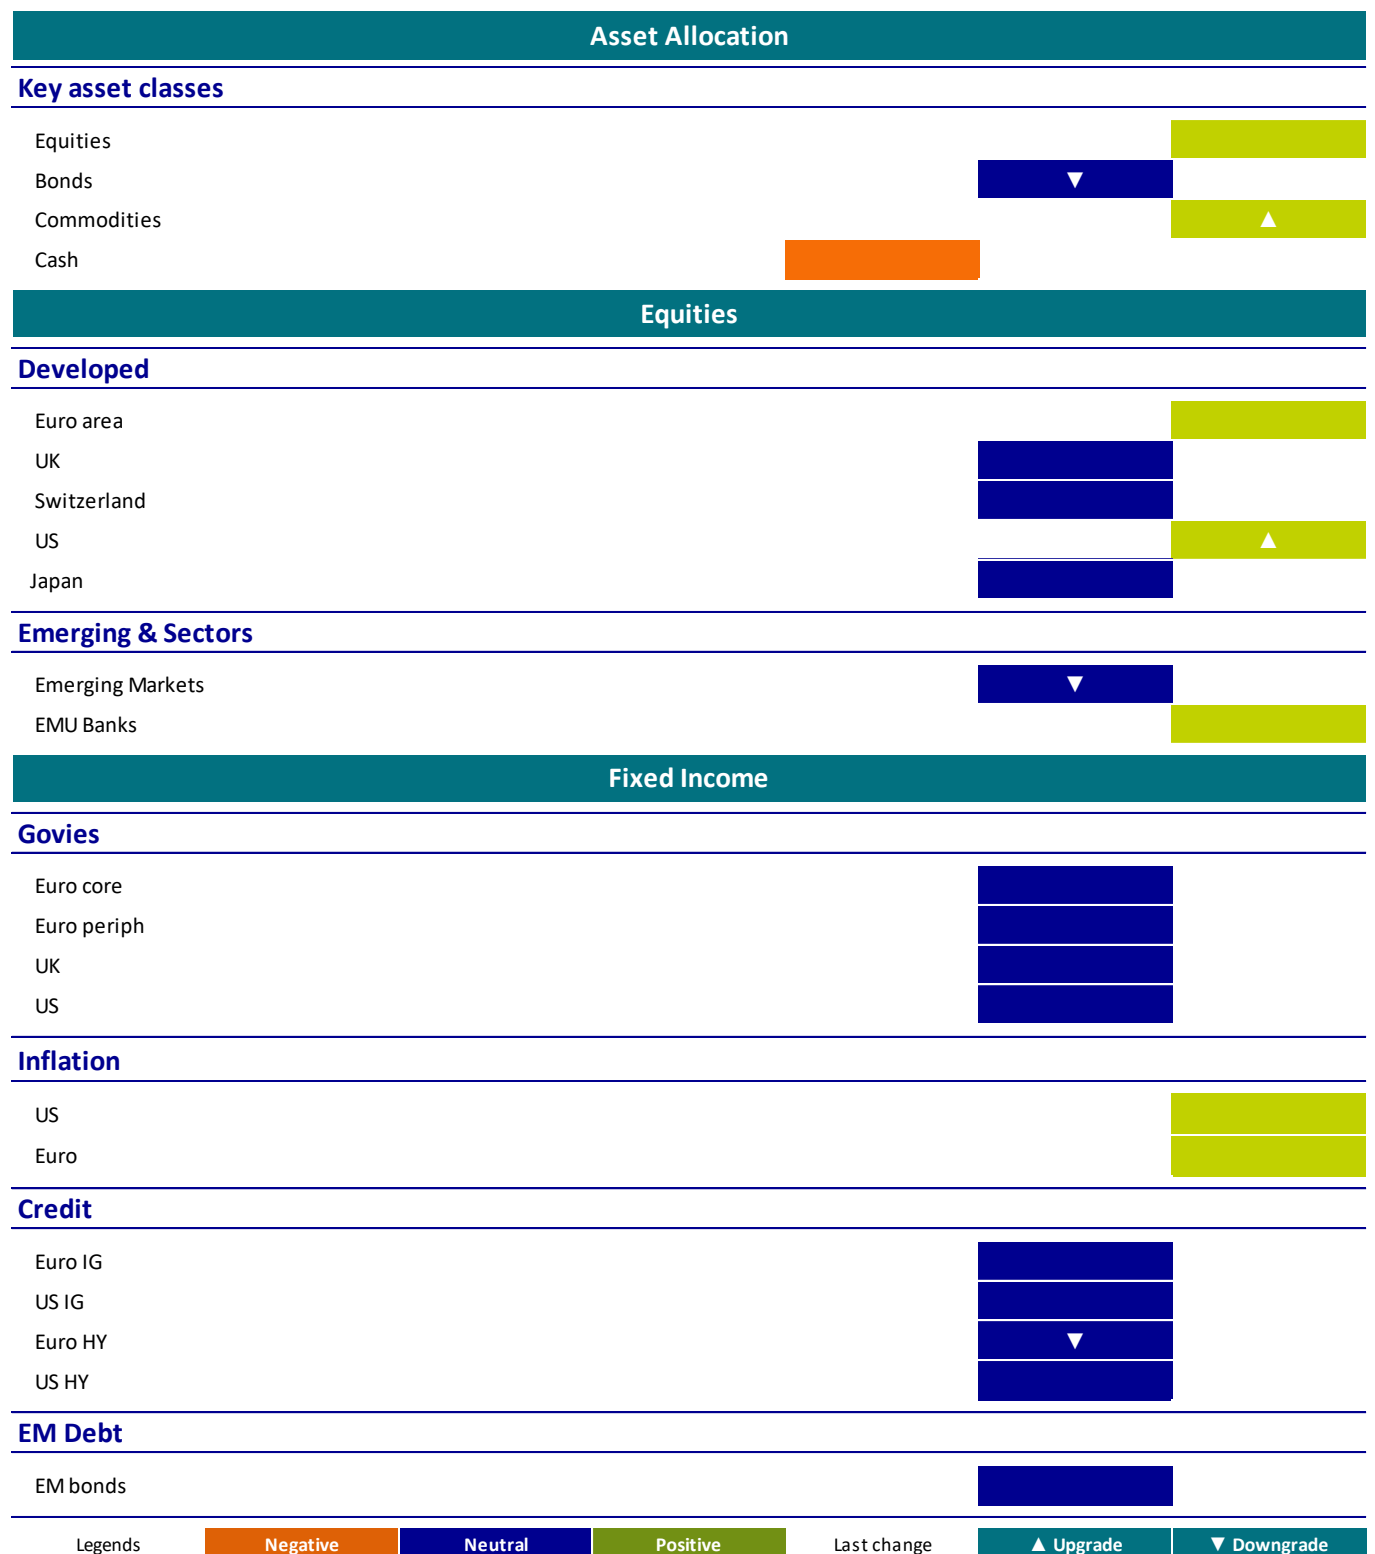 Asset Allocation
Key asset classes
Equities
Bonds ▼
Commodities ▲
Cash
Equities
Developed
Euro area
UK
Switzerland
US ▲
Japan
Emerging & Sectors
Emerging Markets ▼
EMU Banks
Fixed Income
Govies
Euro core
Euro periph
UK
US
Inflation
US
Euro
Credit
Euro IG
US IG
Euro HY ▼
US HY
EM Debt
EM bonds
Legends Negative Neutral Positive Last change ▲ Upgrade ▼ Downgrade